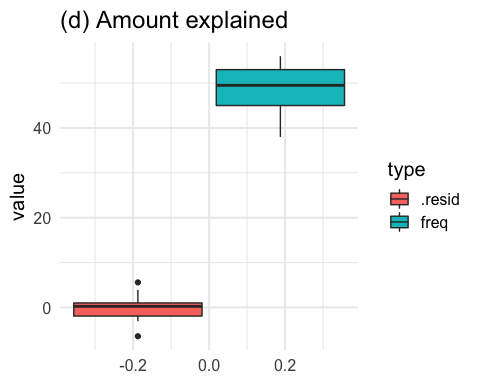 (d) Amount explained
value
40
20
0
-0.2
0.0
0.2
type
.resid
freq